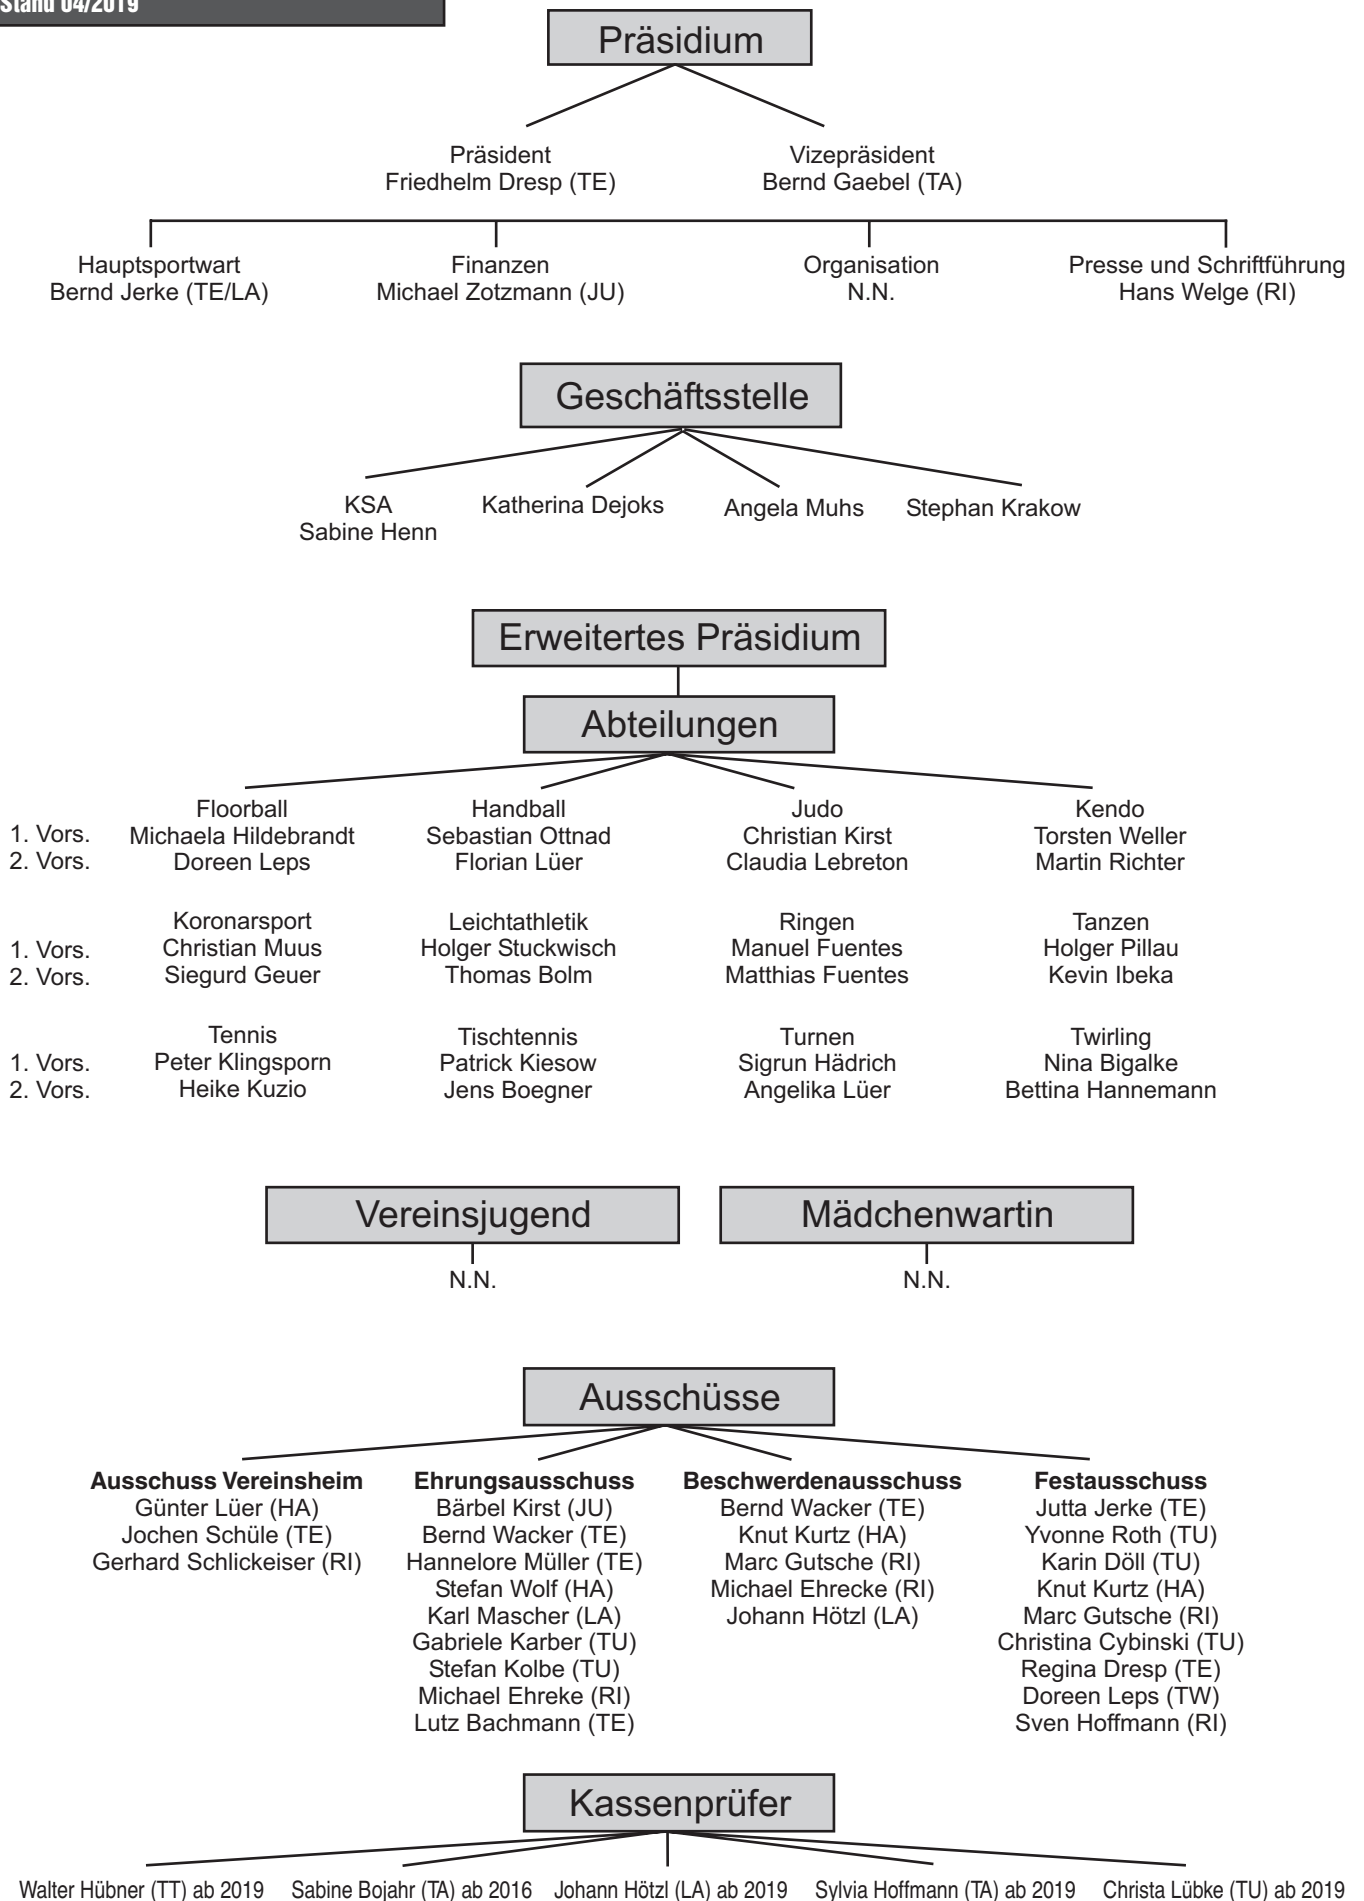 Stand 04/2019
Präsidium
Präsident Vizepräsident
Friedhelm Dresp (TE) Bernd Gaebel (TA)
Hauptsportwart Finanzen Organisation Presse und Schriftführung
Bernd Jerke (TE/LA) Michael Zotzmann (JU) N.N. Hans Welge (RI)
Geschäftsstelle
KSA Katherina Dejoks Angela Muhs Stephan Krakow
Sabine Henn
Erweitertes Präsidium
Abteilungen
Floorball Handball Judo Kendo
1. Vors. Michaela Hildebrandt Sebastian Ottnad Christian Kirst Torsten Weller
2. Vors. Doreen Leps Florian Lüer Claudia Lebreton Martin Richter
Koronarsport Leichtathletik Ringen Tanzen
1. Vors. Christian Muus Holger Stuckwisch Manuel Fuentes Holger Pillau
2. Vors. Siegurd Geuer Thomas Bolm Matthias Fuentes Kevin Ibeka
Tennis Tischtennis Turnen Twirling
1. Vors. Peter Klingsporn Patrick Kiesow Sigrun Hädrich Nina Bigalke
2. Vors. Heike Kuzio Jens Boegner Angelika Lüer Bettina Hannemann
Vereinsjugend Mädchenwartin
N.N. N.N.
Ausschüsse
Ausschuss Vereinsheim Ehrungsausschuss Beschwerdenausschuss Festausschuss
Günter Lüer (HA) Bärbel Kirst (JU) Bernd Wacker (TE) Jutta Jerke (TE)
Jochen Schüle (TE) Bernd Wacker (TE) Knut Kurtz (HA) Yvonne Roth (TU)
Gerhard Schlickeiser (RI) Hannelore Müller (TE) Marc Gutsche (RI) Karin Döll (TU)
Stefan Wolf (HA) Michael Ehrecke (RI) Knut Kurtz (HA)
Karl Mascher (LA) Johann Hötzl (LA) Marc Gutsche (RI)
Gabriele Karber (TU) Christina Cybinski (TU)
Stefan Kolbe (TU) Regina Dresp (TE)
Michael Ehreke (RI) Doreen Leps (TW)
Lutz Bachmann (TE) Sven Hoffmann (RI)
Kassenprüfer
Walter Hübner (TT) ab 2019 Sabine Bojahr (TA) ab 2016 Johann Hötzl (LA) ab 2019 Sylvia Hoffmann (TA) ab 2019 Christa Lübke (TU) ab 2019